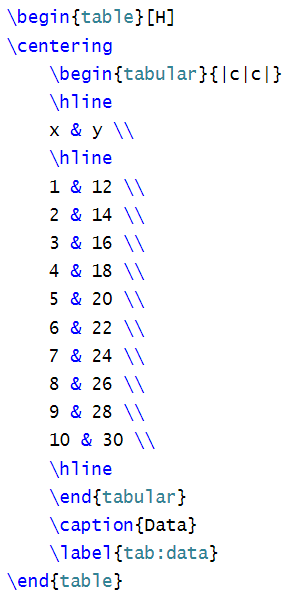 \begin{table}[H]
\centering
    \begin{tabular}{|c|c|}
    \hline
    x & y \\
    \hline
    1 & 12 \\
    2 & 14 \\
    3 & 16 \\
    4 & 18 \\
    5 & 20 \\
    6 & 22 \\
    7 & 24 \\
    8 & 26 \\
    9 & 28 \\
    10 & 30 \\
    \hline
    \end{tabular}
    \caption{Data}
    \label{tab:data}
\end{table}